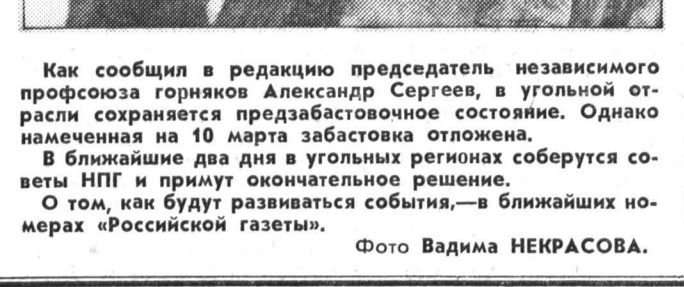 Как сообщил в редакцию председатель независимого
профсоюза горняков Александр Сергеев, в угольной от-
расли сохраняется предзабастовочное состояние. Однако
намеченная на 10 марта забастовка отложена.
В ближайшие два дня в угольных регионах соберутся со-
веты НПГ и примут окончательное решение.
О том, как будут развиваться события,—в ближайших но-
мерах «Российской газеты».
Фото Вадима НЕКРАСОВА.